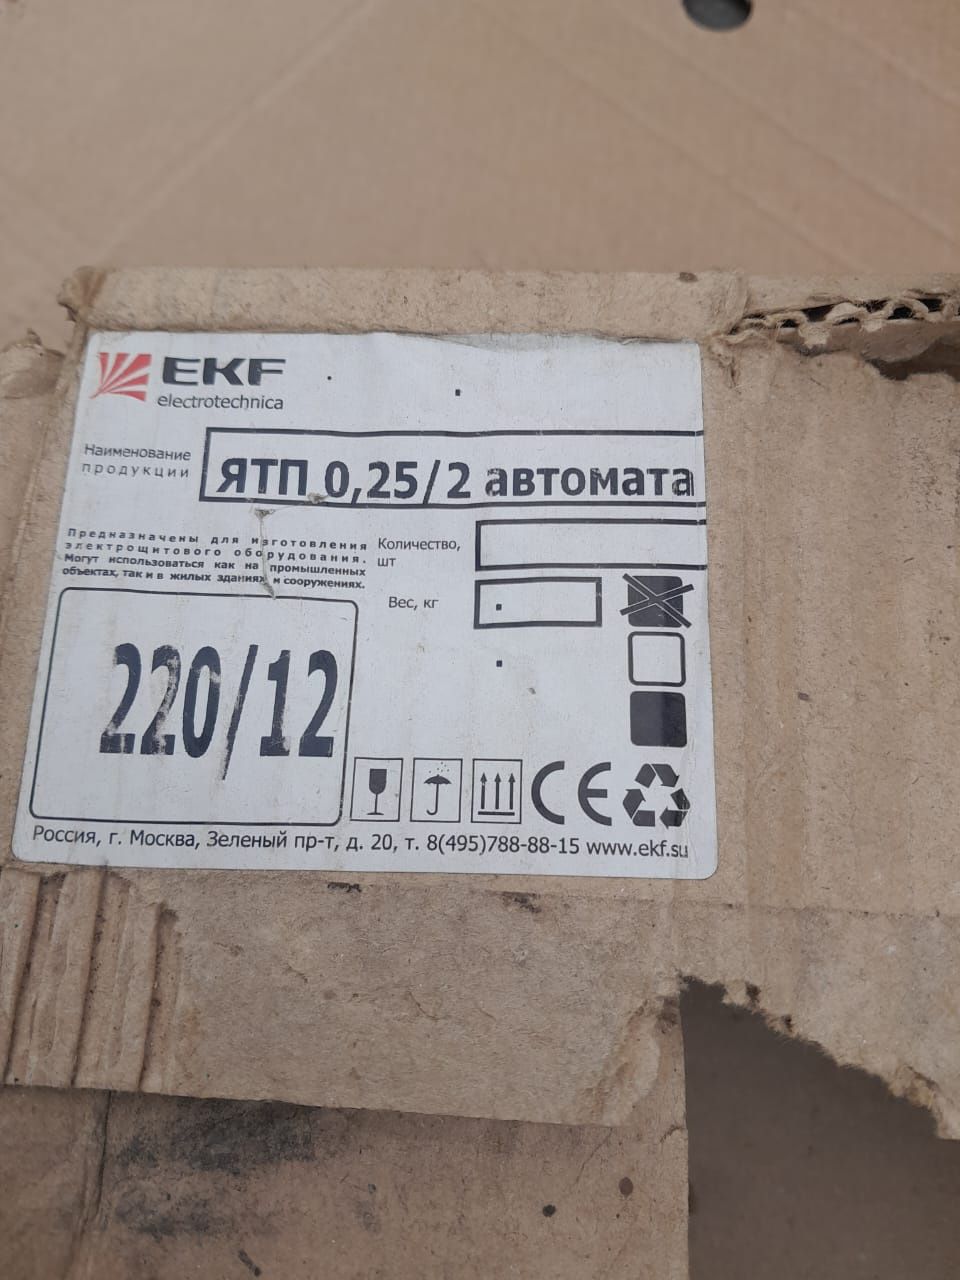 EKF
electrotechnica
Наименование
продукции
ЯТП 0,25/2 автомата
Предназначены для изготовления
электрощитового оборудования.
Могут использоваться как на промышленных
объектах, так и в жилых зданиях и сооружениях.
Количество,
шт
Вес, кг
220/12
CE
Россия, г. Москва, Зеленый пр-т, д. 20, т. 8(495)788-88-15 www.ekf.su